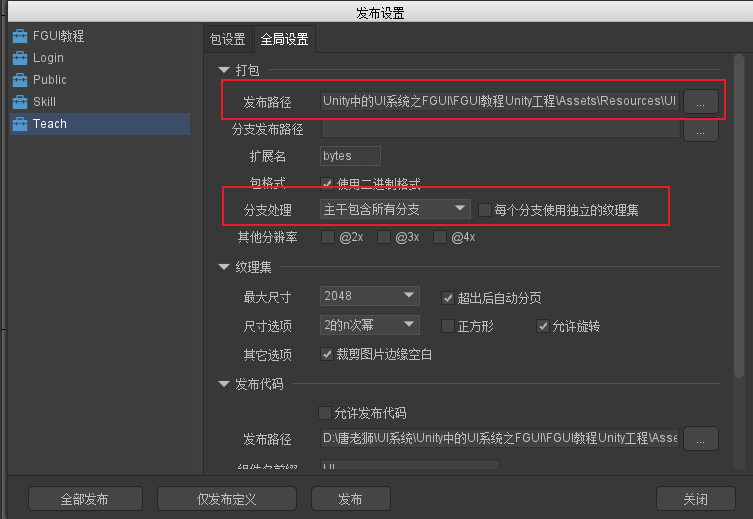 发布设置
FGUI教程
Login
Public
Skill
Teach
包设置 全局设置
打包
发布路径 Unity中的UI系统之FGUI\FGUI教程Unity工程\Assets\Resources\UI ...
分支发布路径 ...
扩展名 bytes
包格式 使用二进制格式
分支处理 主干包含所有分支 每个分支使用独立的纹理集
其他分辨率 @2x @3x @4x
纹理集
最大尺寸 2048 超出后自动分页
尺寸选项 2的n次幂 正方形 允许旋转
其它选项 裁剪图片边缘空白
发布代码
允许发布代码
发布路径 D:\唐老狮\UI系统\Unity中的UI系统之FGUI\FGUI教程Unity工程\Asse ...
组件名前缀 UI_
全部发布 仅发布定义 发布 关闭